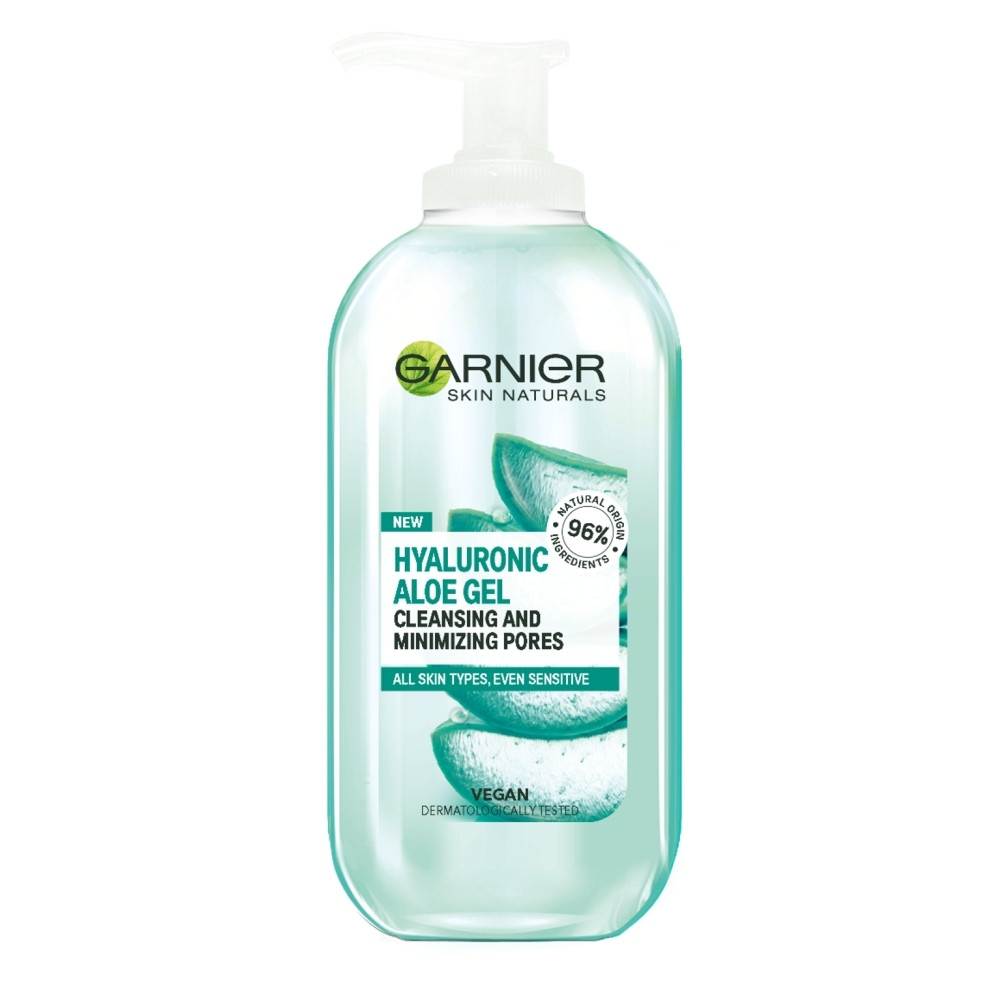 GARNIER
SKIN NATURALS
NEW
NATURAL ORIGIN
96%
INGREDIENTS
HYALURONIC
ALOE GEL
CLEANSING AND
MINIMIZING PORES
ALL SKIN TYPES, EVEN SENSITIVE
VEGAN
DERMATOLOGICALLY TESTED